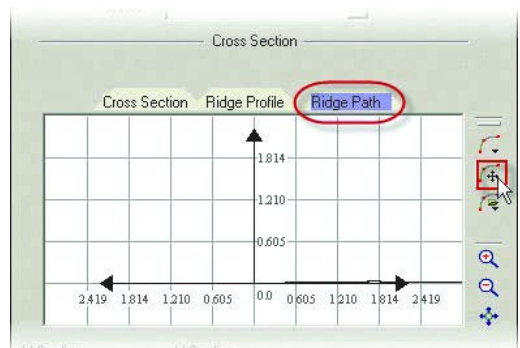 Cross Section
Cross Section Ridge Profile Ridge Path
1.814
1.210
0.605
2.419 1.814 1.210 0.605 0.0 0.605 1.210 1.814 2.419